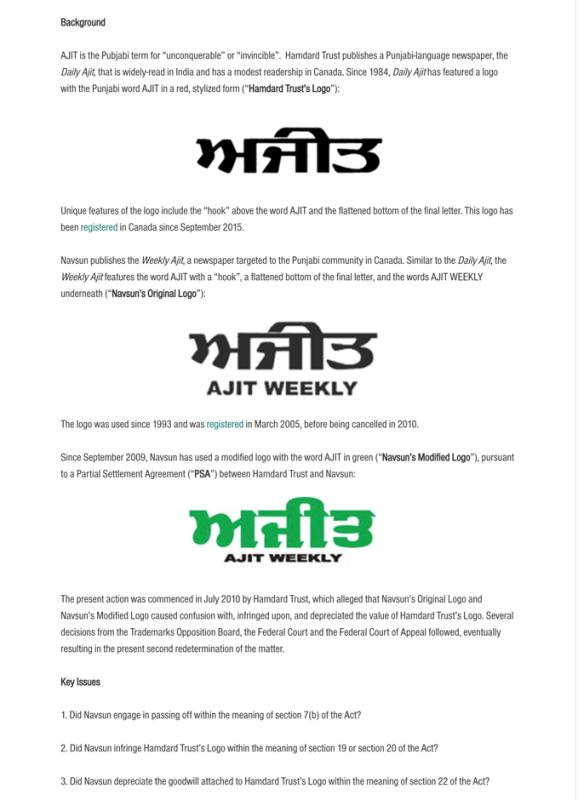 Background
AJIT is the Pubjabi term for “unconquerable” or “invincible”. Hamdard Trust publishes a Punjabi-language newspaper, the
Daily Ajit, that is widely-read in India and has a modest readership in Canada. Since 1984, Daily Ajit has featured a logo
with the Punjabi word AJIT in a red, stylized form (“Hamdard Trust’s Logo”):
ਅਜੀਤ
Unique features of the logo include the “hook” above the word AJIT and the flattened bottom of the final letter. This logo has
been registered in Canada since September 2015.
Navsun publishes the Weekly Ajit, a newspaper targeted to the Punjabi community in Canada. Similar to the Daily Ajit, the
Weekly Ajit features the word AJIT with a “hook”, a flattened bottom of the final letter, and the words AJIT WEEKLY
underneath (“Navsun’s Original Logo”):
ਅਜੀਤ
AJIT WEEKLY
The logo was used since 1993 and was registered in March 2005, before being cancelled in 2010.
Since September 2009, Navsun has used a modified logo with the word AJIT in green (“Navsun’s Modified Logo”), pursuant
to a Partial Settlement Agreement (“PSA”) between Hamdard Trust and Navsun:
ਅਜੀਤ
AJIT WEEKLY
The present action was commenced in July 2010 by Hamdard Trust, which alleged that Navsun’s Original Logo and
Navsun’s Modified Logo caused confusion with, infringed upon, and depreciated the value of Hamdard Trust’s Logo. Several
decisions from the Trademarks Opposition Board, the Federal Court and the Federal Court of Appeal followed, eventually
resulting in the present second redetermination of the matter.
Key Issues
1. Did Navsun engage in passing off within the meaning of section 7(b) of the Act?
2. Did Navsun infringe Hamdard Trust’s Logo within the meaning of section 19 or section 20 of the Act?
3. Did Navsun depreciate the goodwill attached to Hamdard Trust’s Logo within the meaning of section 22 of the Act?